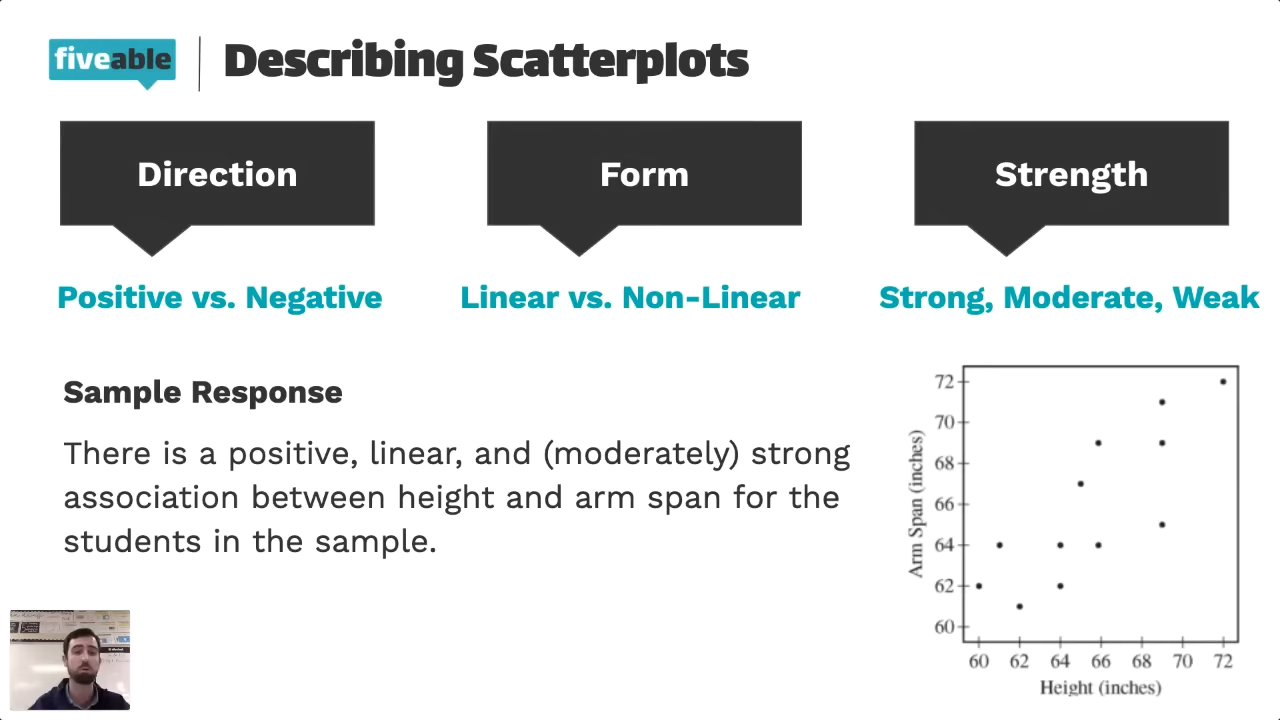 fiveable
Describing Scatterplots
Direction
Form
Strength
Positive vs. Negative
Linear vs. Non-Linear
Strong, Moderate, Weak
Sample Response
There is a positive, linear, and (moderately) strong
association between height and arm span for the
students in the sample.
Arm Span (inches)
72
70
68
66
64
62
60
60 62 64 66 68 70 72
Height (inches)